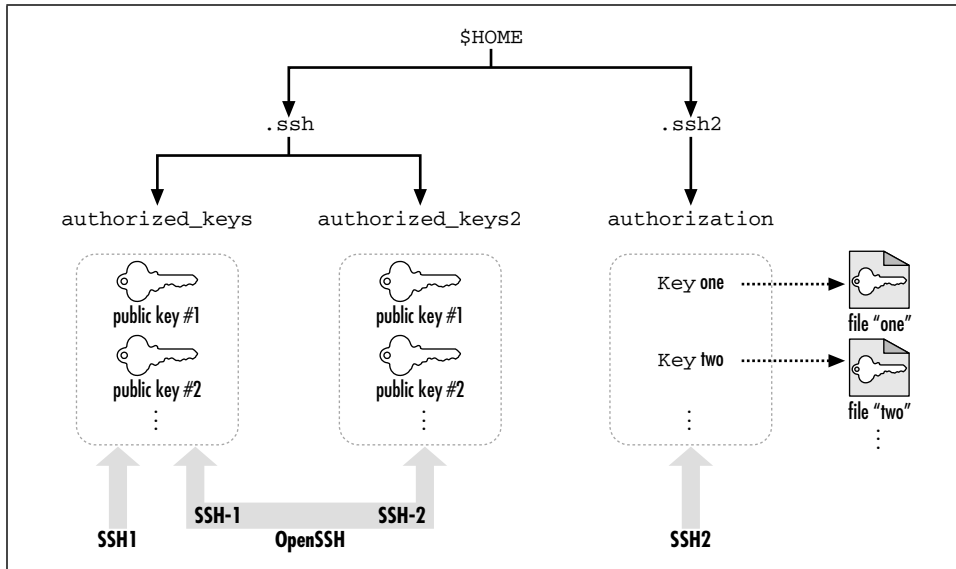 $HOME
.ssh
.ssh2
authorized_keys
authorized_keys2
authorization
public key #1
public key #2
⋮
public key #1
public key #2
⋮
Key one
file “one”
Key two
file “two”
⋮
⋮
SSH-1
SSH-2
SSH1
OpenSSH
SSH2